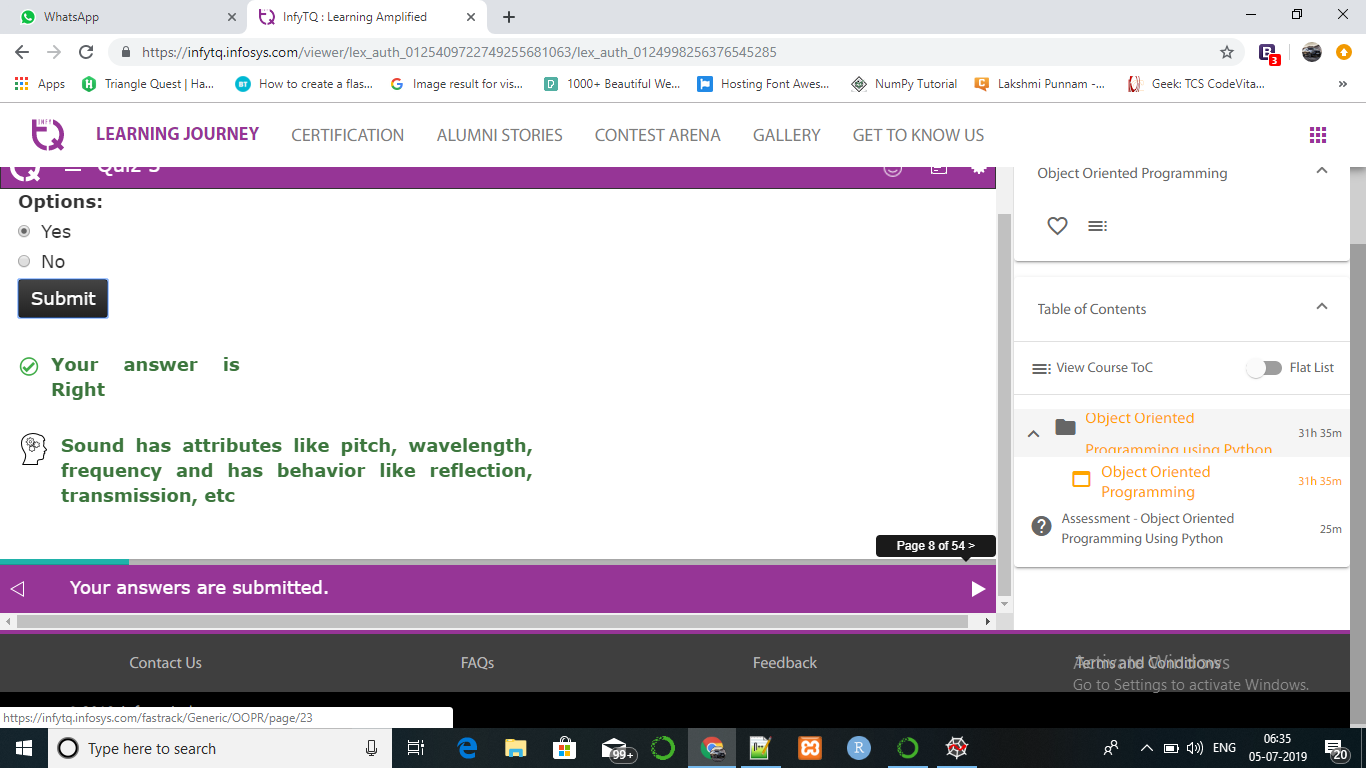 WhatsApp
InfyTQ : Learning Amplified
https://infytq.infosys.com/viewer/lex_auth_0125409722749255681063/lex_auth_0124998256376545285
Apps
Triangle Quest | Ha...
How to create a flas...
Image result for vis...
1000+ Beautiful We...
Hosting Font Awes...
NumPy Tutorial
Lakshmi Punnam -...
Geek: TCS CodeVita...
LEARNING JOURNEY
CERTIFICATION
ALUMNI STORIES
CONTEST ARENA
GALLERY
GET TO KNOW US
Options:
Yes
No
Submit
Your answer is
Right
Sound has attributes like pitch, wavelength,
frequency and has behavior like reflection,
transmission, etc
Page 8 of 54 >
Your answers are submitted.
Object Oriented Programming
Table of Contents
View Course ToC
Flat List
Object Oriented
Programming using Python
31h 35m
Object Oriented
Programming
31h 35m
Assessment - Object Oriented
Programming Using Python
25m
Contact Us
FAQs
Feedback
Terms and Conditions
Activate Windows
Go to Settings to activate Windows.
https://infytq.infosys.com/fastrack/Generic/OOPR/page/23
Type here to search
99+
ENG
06:35
05-07-2019
20